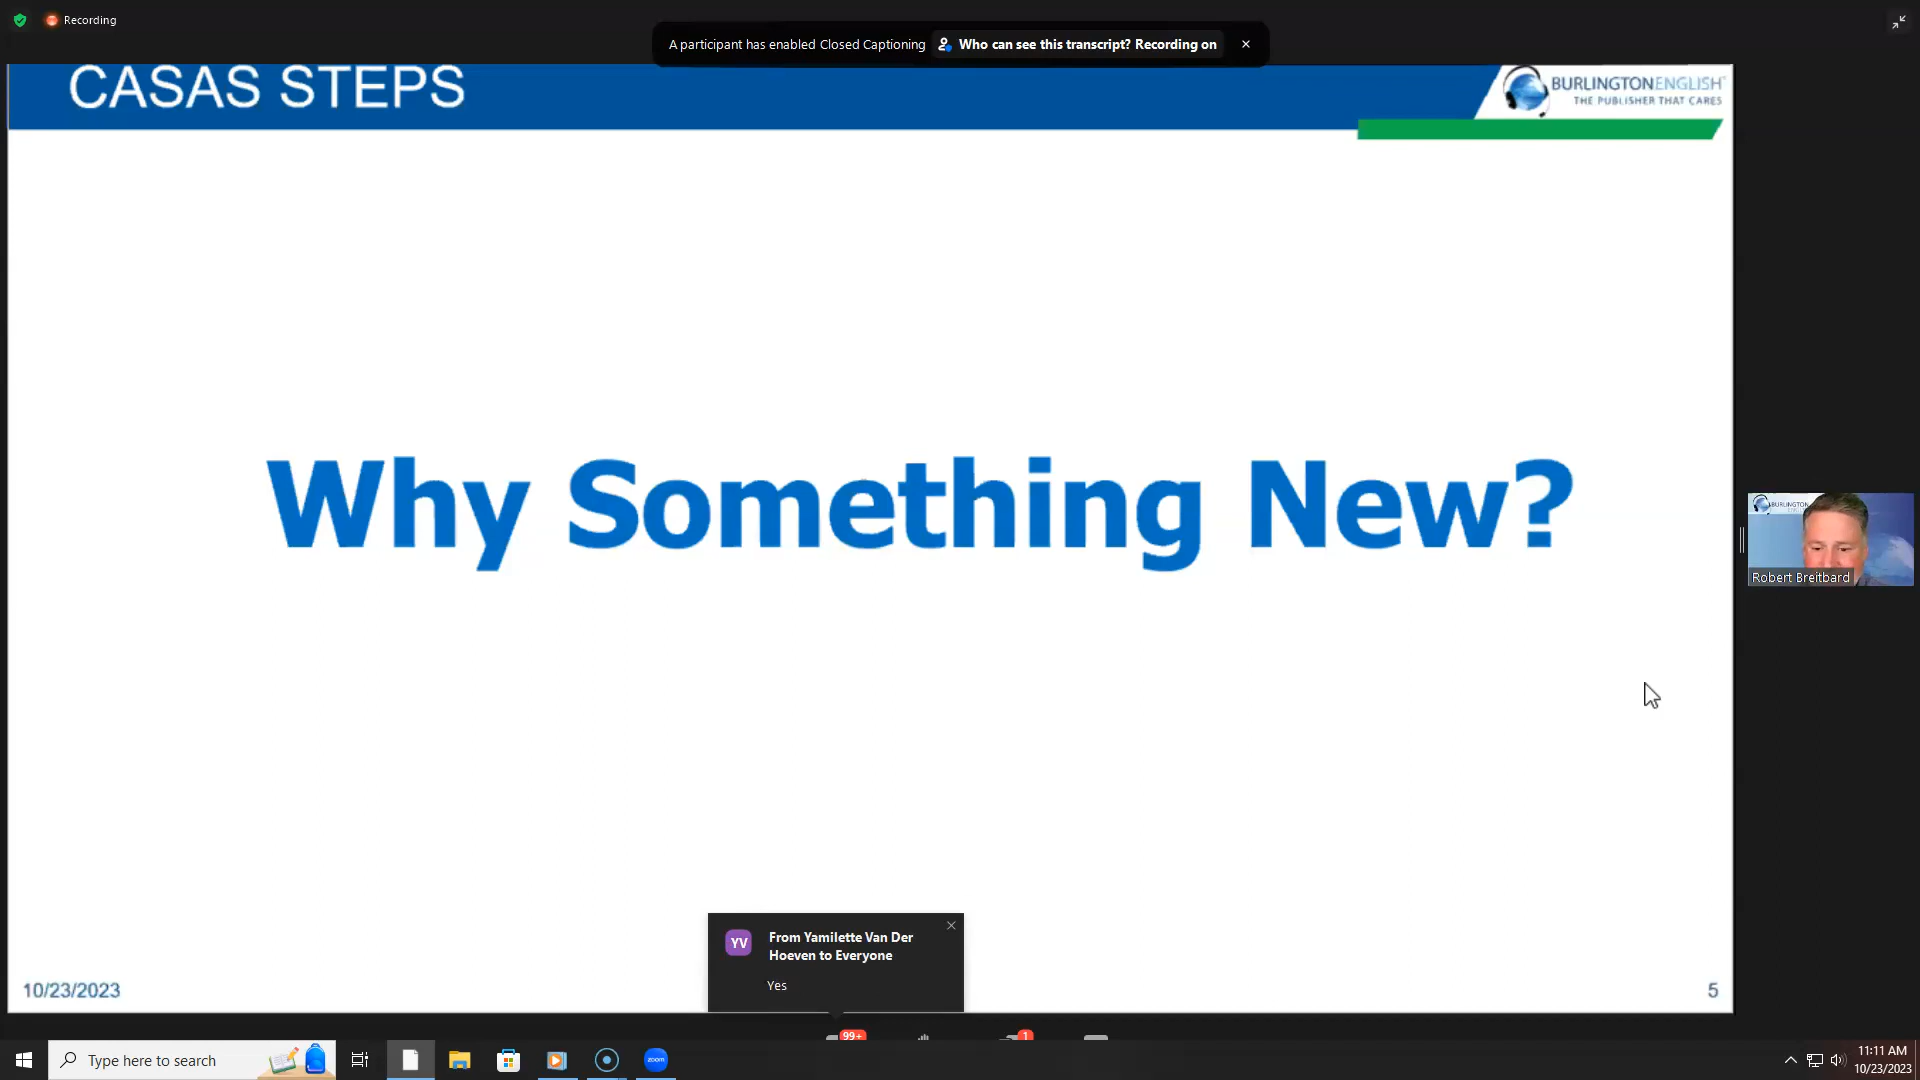 Recording
A participant has enabled Closed Captioning Who can see this transcript? Recording on
CASAS STEPS
BURLINGTONENGLISH
THE PUBLISHER THAT CARES
Why Something New?
Robert Breitbard
YV
From Yamilette Van Der
Hoeven to Everyone
Yes
10/23/2023
5
99+
1
Type here to search
zoom
11:11 AM
10/23/2023